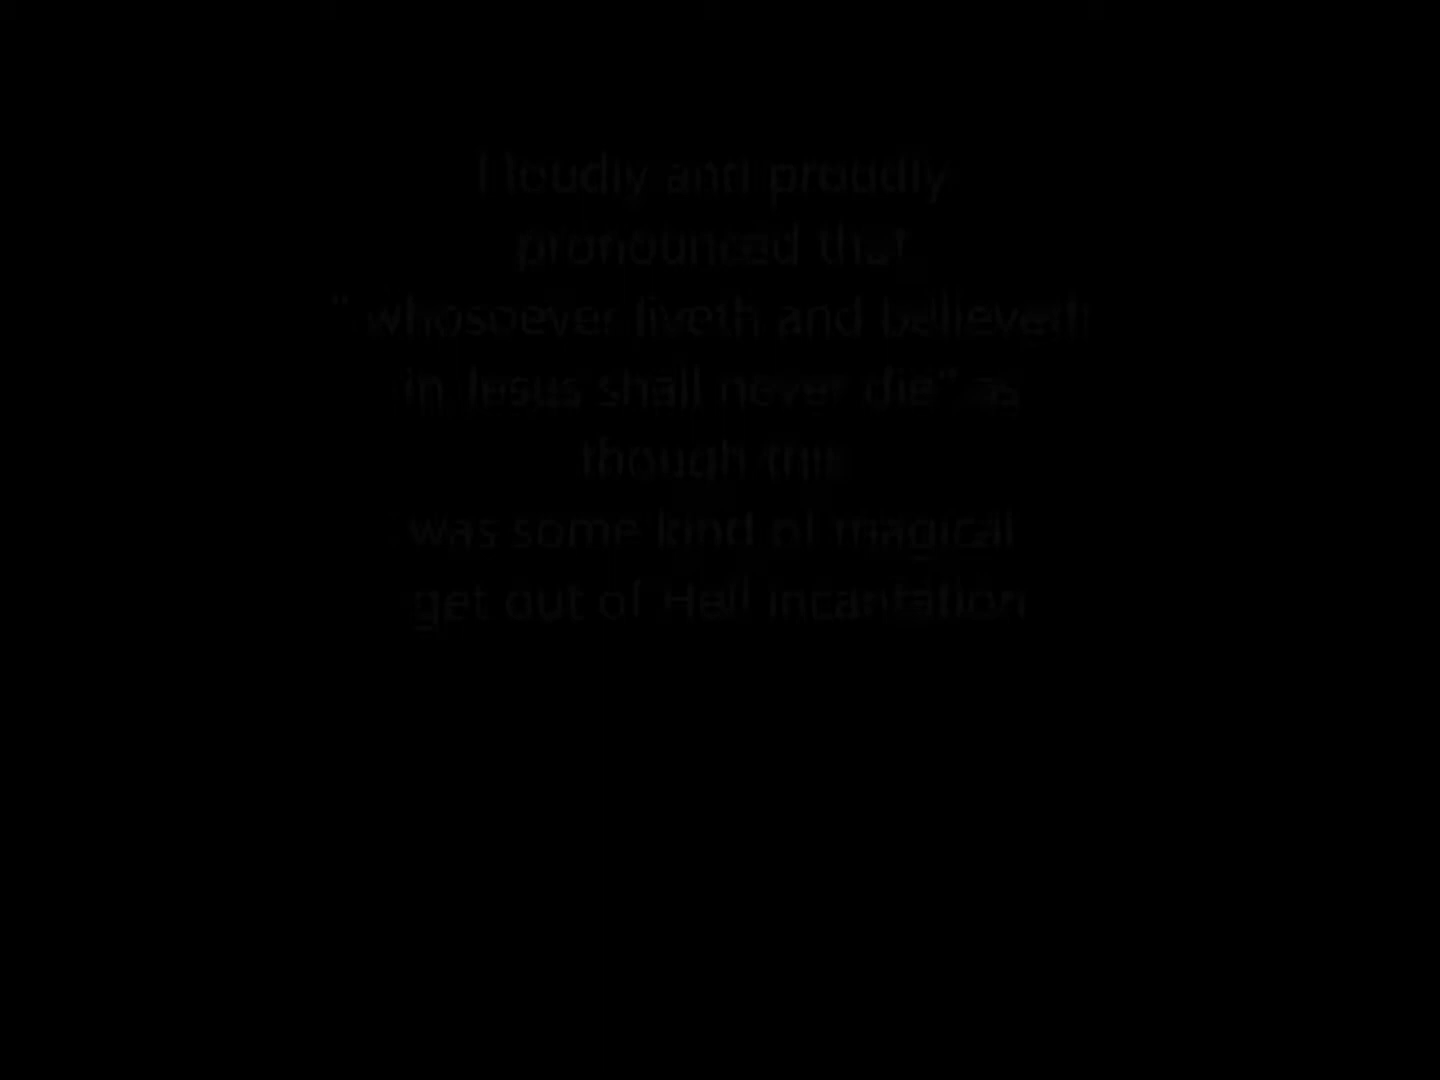 I loudly and proudly
pronounced that
" whosoever liveth and believeth
in Jesus shall never die" as
though this
was some kind of magical
get out of Hell incantation